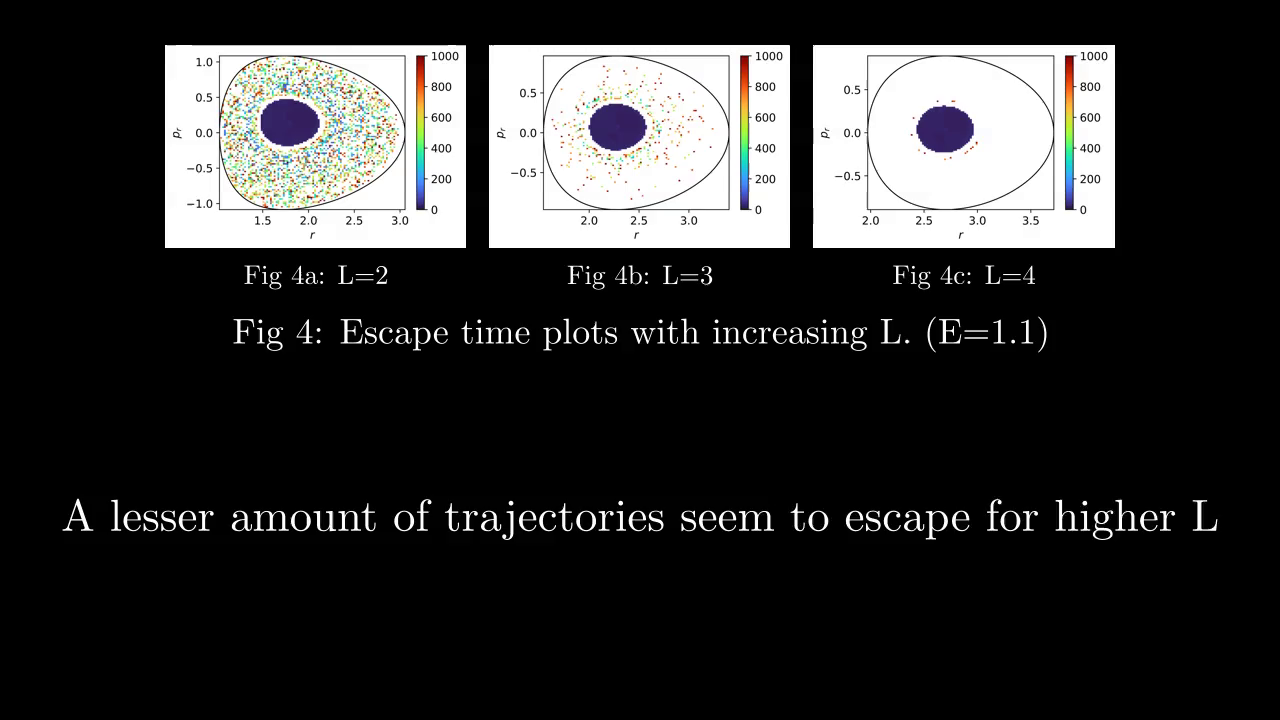 1.0
0.5
0.0
−0.5
−1.0
p_r
1.5 2.0 2.5 3.0
r
1000
800
600
400
200
0
0.5
0.0
−0.5
p_r
2.0 2.5 3.0
r
1000
800
600
400
200
0
0.5
0.0
−0.5
p_r
2.0 2.5 3.0 3.5
r
1000
800
600
400
200
0
Fig 4a: L=2
Fig 4b: L=3
Fig 4c: L=4
Fig 4: Escape time plots with increasing L. (E=1.1)
A lesser amount of trajectories seem to escape for higher L